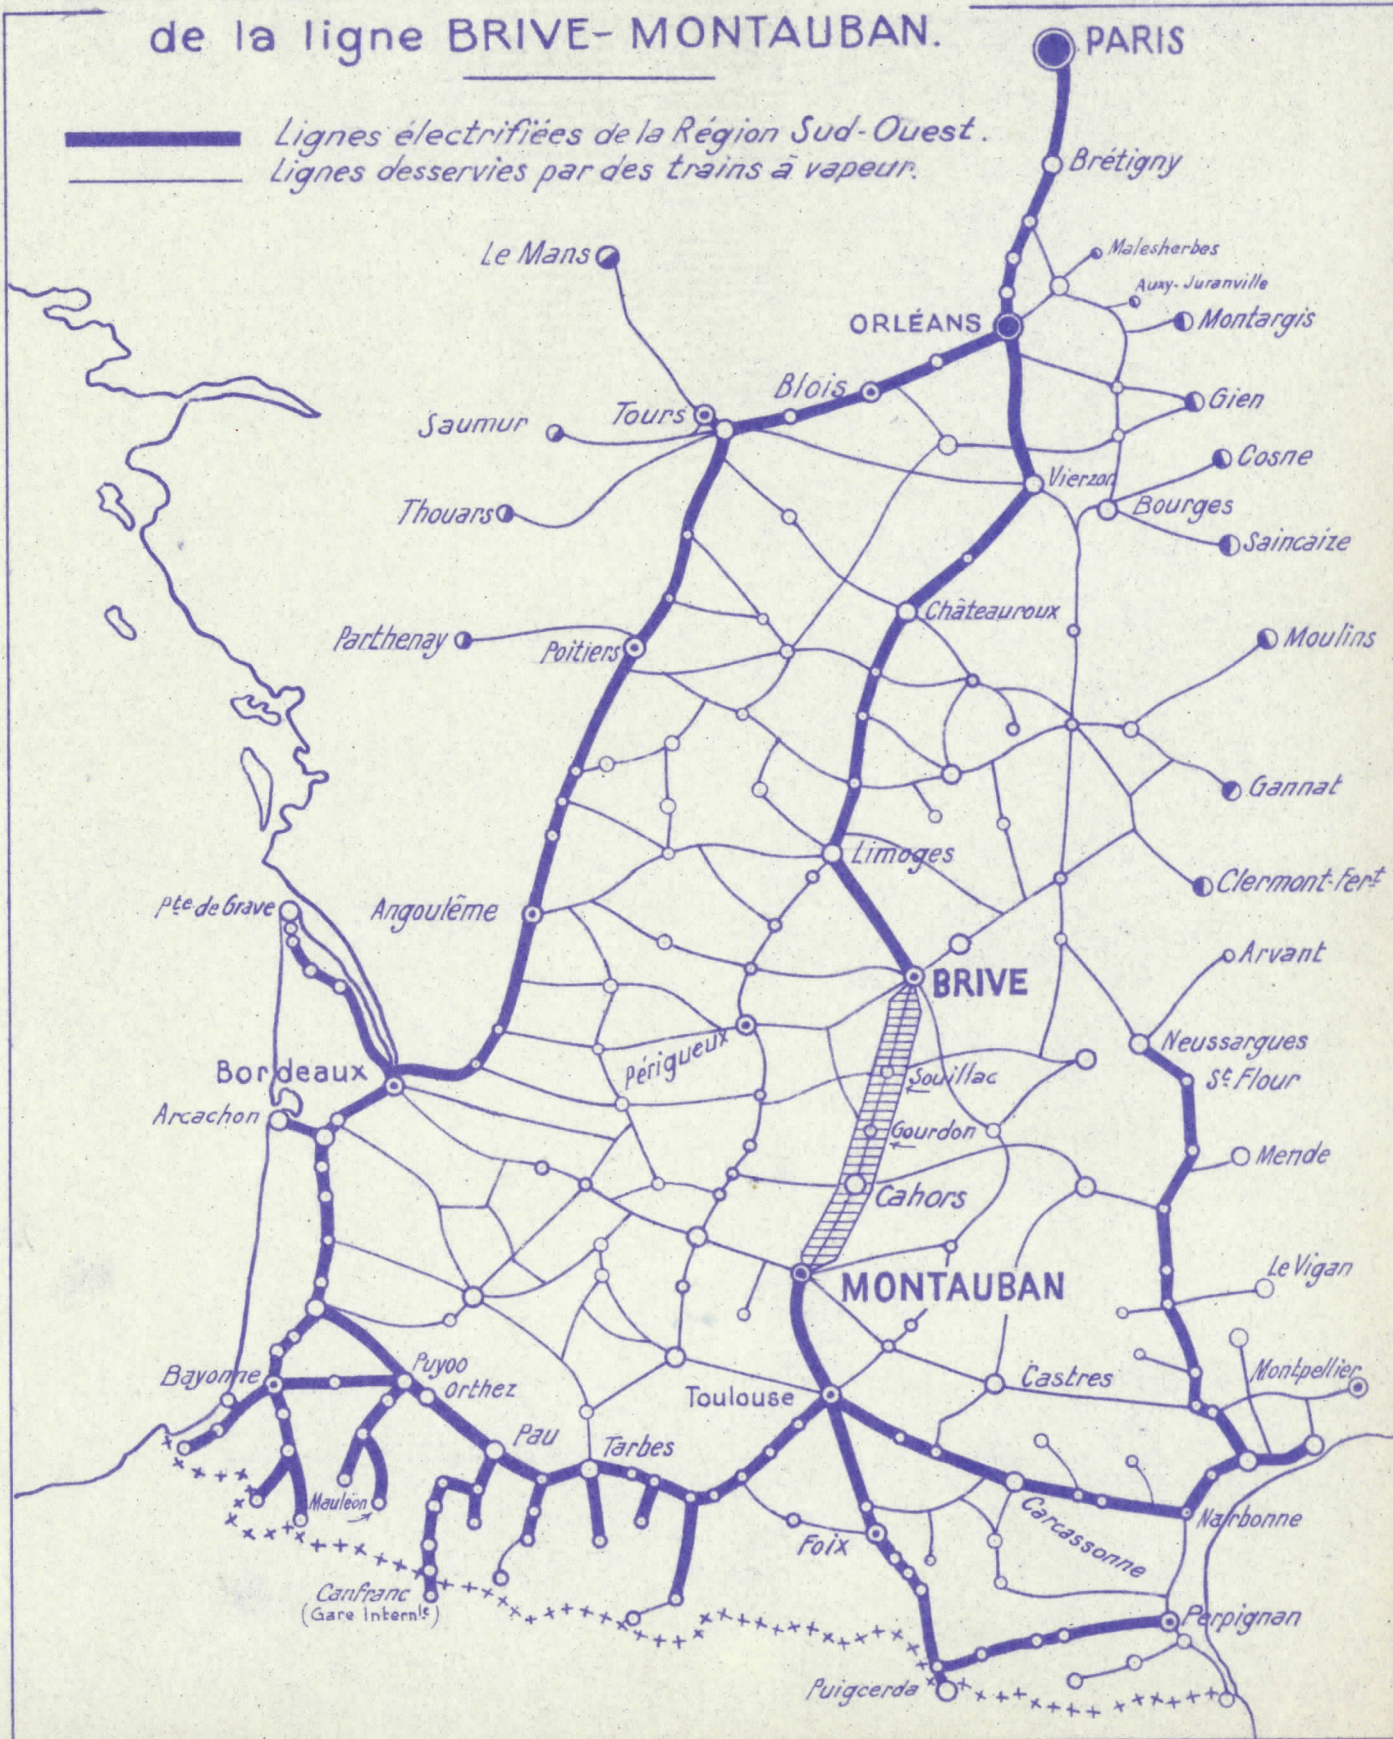 de la ligne BRIVE-MONTAUBAN.
PARIS
Lignes électrifiées de la Région Sud-Ouest.
Lignes desservies par des trains à vapeur.
Brétigny
Le Mans
Malesherbes
Auxy-Juranville
ORLÉANS
Montargis
Blois
Gien
Saumur
Tours
Cosne
Vierzon
Thouars
Bourges
Saincaize
Châteauroux
Parthenay
Poitiers
Moulins
Gannat
Limoges
Clermont-Fert
Pte de Grave
Angoulême
Arvant
BRIVE
Périgueux
Neussargues
Bordeaux
Souillac
St Flour
Arcachon
Gourdon
Mende
Cahors
Le Vigan
MONTAUBAN
Bayonne
Puyoo
Orthez
Toulouse
Castres
Montpellier
Pau
Tarbes
Mauléon
Carcassonne
Narbonne
Foix
Canfranc
(Gare Internle)
Perpignan
Puigcerda